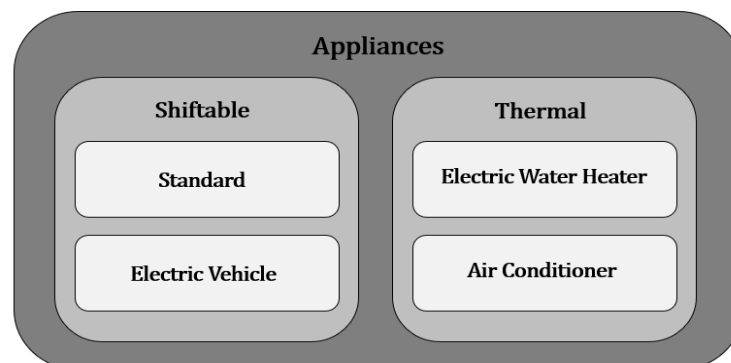 Appliances
Shiftable
Standard
Electric Vehicle
Thermal
Electric Water Heater
Air Conditioner